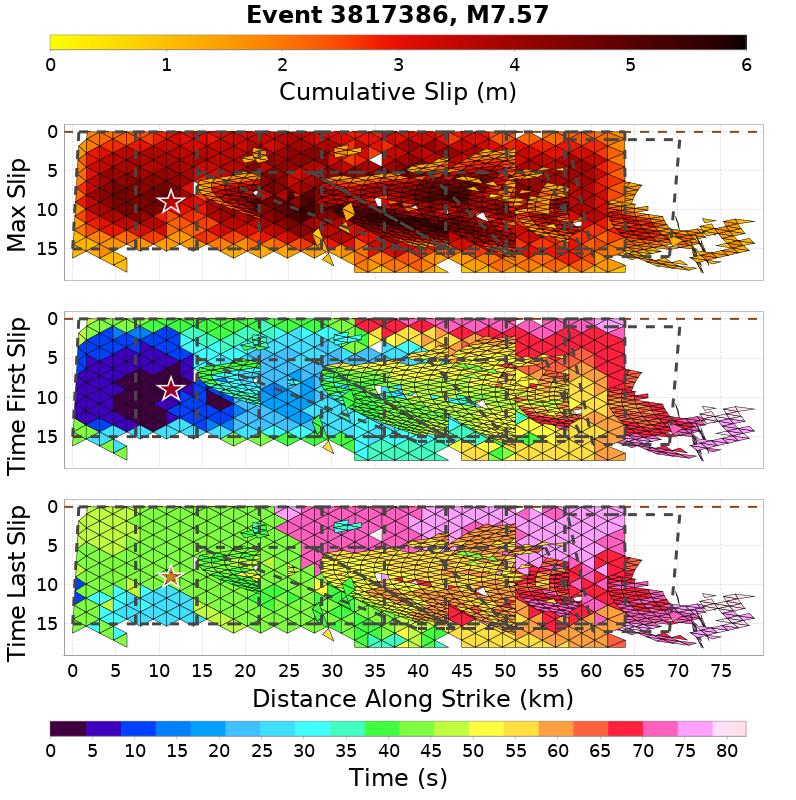 Event 3817386, M7.57
0 1 2 3 4 5 6
Cumulative Slip (m)
Max Slip
0
5
10
15
Time First Slip
0
5
10
15
Time Last Slip
0
5
10
15
0 5 10 15 20 25 30 35 40 45 50 55 60 65 70 75
Distance Along Strike (km)
0 5 10 15 20 25 30 35 40 45 50 55 60 65 70 75 80
Time (s)